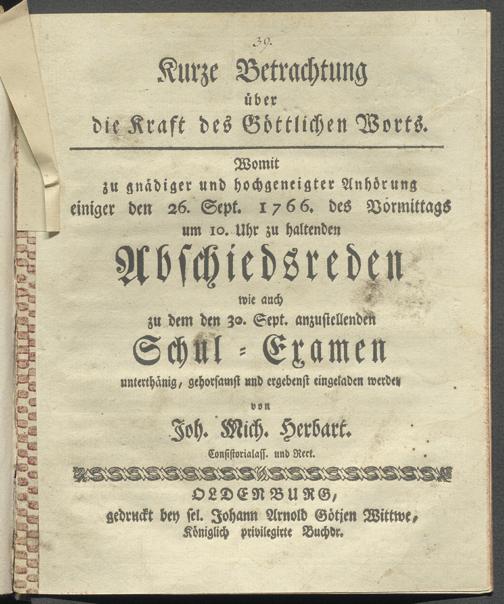 39.
Kurze Betrachtung
über
die Kraft des Göttlichen Worts.
Womit
zu gnädiger und hochgeneigter Anhörung
einiger den 26. Sept. 1766. des Vormittags
um 10. Uhr zu haltenden
Abschiedsreden
wie auch
zu dem den 30. Sept. anzustellenden
Schul-Examen
unterthänig, gehorsamst und ergebenst eingeladen werden
von
Joh. Mich. Herbart.
Consistorialass. und Rect.
OLDENBURG,
gedruckt bey sel. Johann Arnold Götjen Wittwe,
Königlich privilegirte Buchdr.